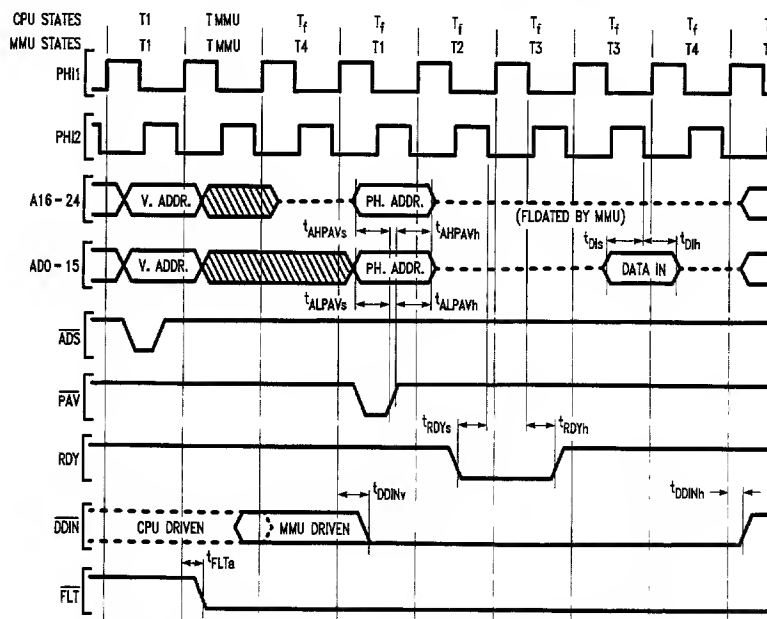 CPU STATES T1 TMMU Tf Tf Tf Tf Tf Tf T
MMU STATES T1 TMMU T4 T1 T2 T3 T3 T4 T
PHI1
PHI2
A16-24 V. ADDR. PH. ADDR. (FLOATED BY MMU)
tAHPAVs tAHPAVh tDIs tDIh
AD0-15 V. ADDR. PH. ADDR. DATA IN
tALPAVs tALPAVh
ADS
PAV
tRDYs tRDYh
RDY
tDDINv tDDINh
DDIN CPU DRIVEN MMU DRIVEN
tFLTa
FLT